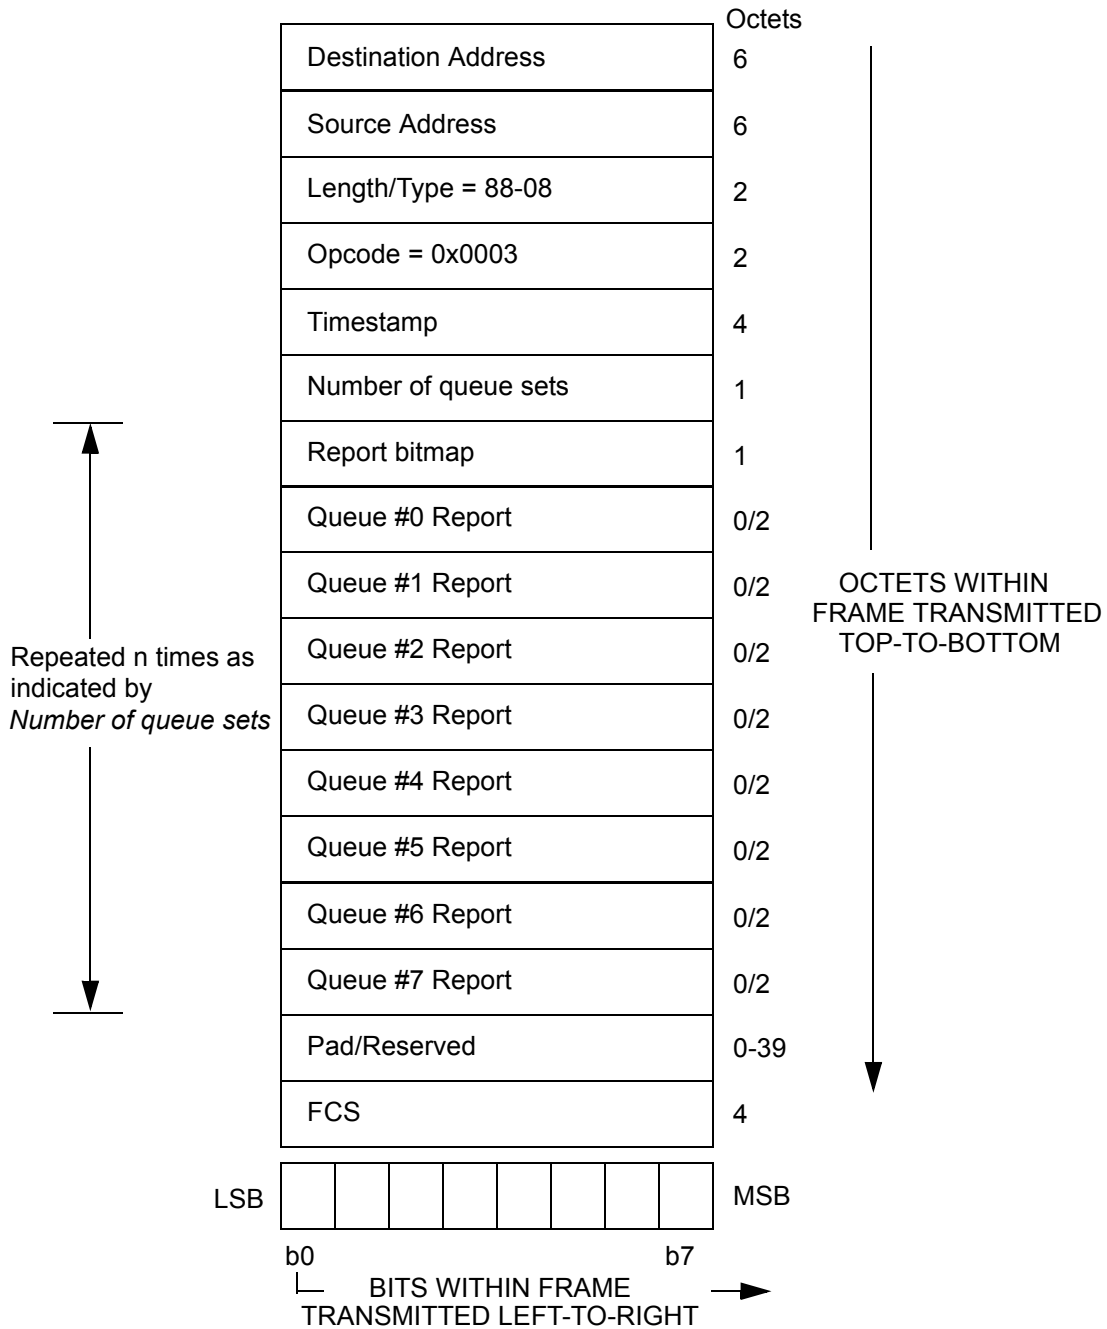 Octets
Destination Address 6
Source Address 6
Length/Type = 88-08 2
Opcode = 0x0003 2
Timestamp 4
Number of queue sets 1
Report bitmap 1
Queue #0 Report 0/2
Queue #1 Report 0/2
Queue #2 Report 0/2
Queue #3 Report 0/2
Queue #4 Report 0/2
Queue #5 Report 0/2
Queue #6 Report 0/2
Queue #7 Report 0/2
Pad/Reserved 0-39
FCS 4
Repeated n times as
indicated by
Number of queue sets
OCTETS WITHIN
FRAME TRANSMITTED
TOP-TO-BOTTOM
LSB MSB
b0 b7
BITS WITHIN FRAME
TRANSMITTED LEFT-TO-RIGHT